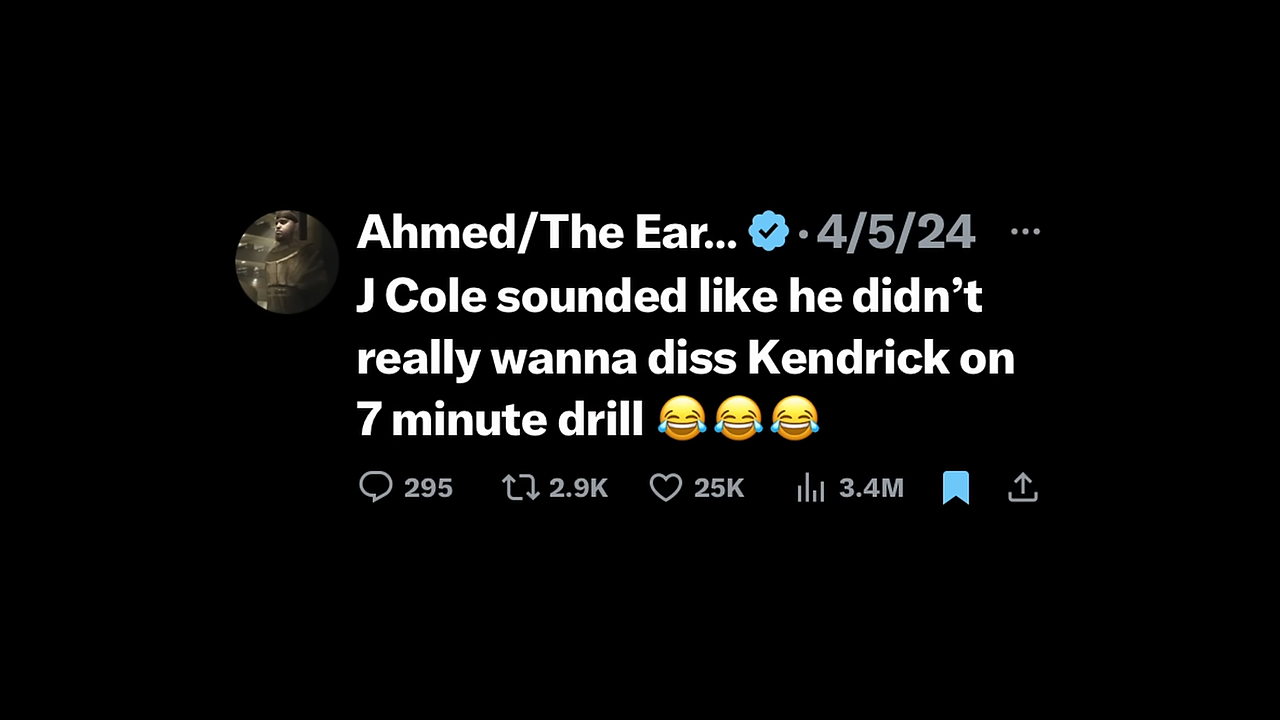 Ahmed/The Ear... · 4/5/24
J Cole sounded like he didn’t
really wanna diss Kendrick on
7 minute drill 😂😂😂
295 2.9K 25K 3.4M